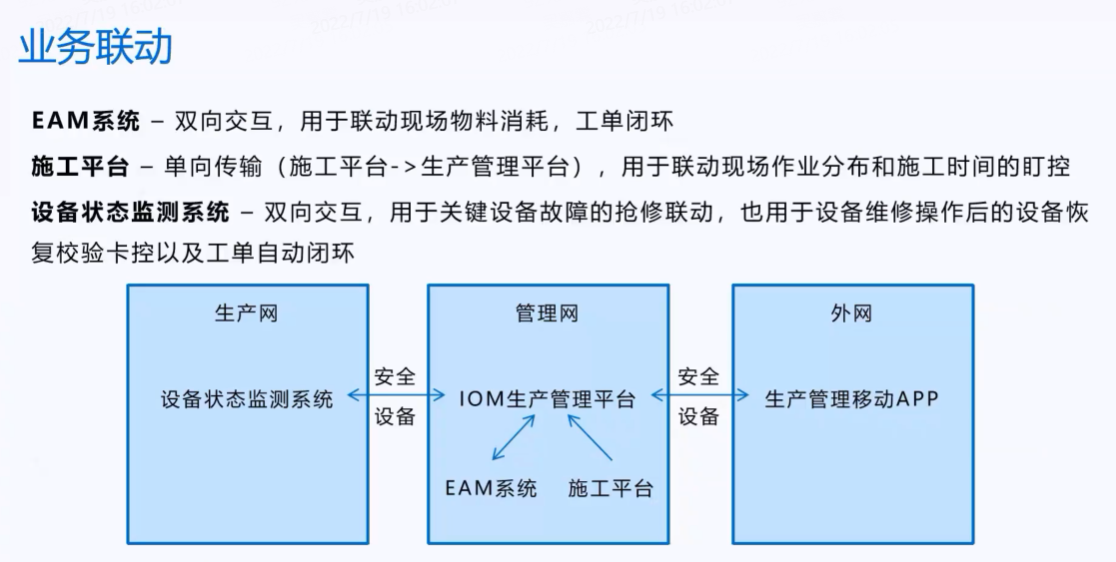 2022/7/19 16:02:0
业务联动
EAM系统 – 双向交互，用于联动现场物料消耗，工单闭环
施工平台 – 单向传输（施工平台->生产管理平台），用于联动现场作业分布和施工时间的盯控
设备状态监测系统 – 双向交互，用于关键设备故障的抢修联动，也用于设备维修操作后的设备恢
复校验卡控以及工单自动闭环
生产网
管理网
外网
安全
安全
设备状态监测系统
IOM生产管理平台
生产管理移动APP
设备
设备
EAM系统
施工平台